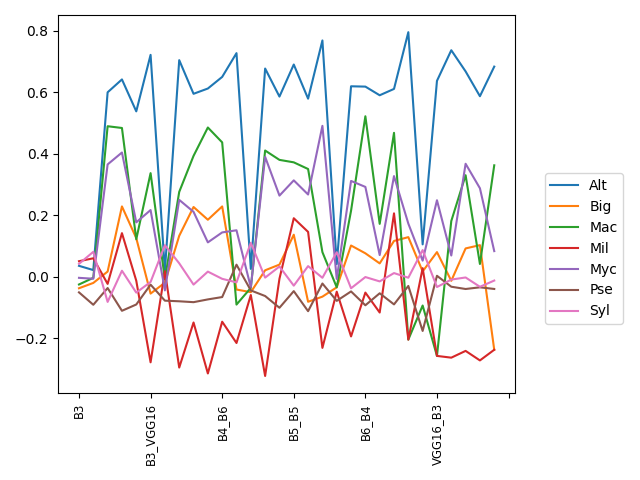 0.8
0.6
0.4
0.2
0.0
−0.2
B3
B3_VGG16
B4_B6
B5_B5
B6_B4
VGG16_B3
Alt
Big
Mac
Mil
Myc
Pse
Syl